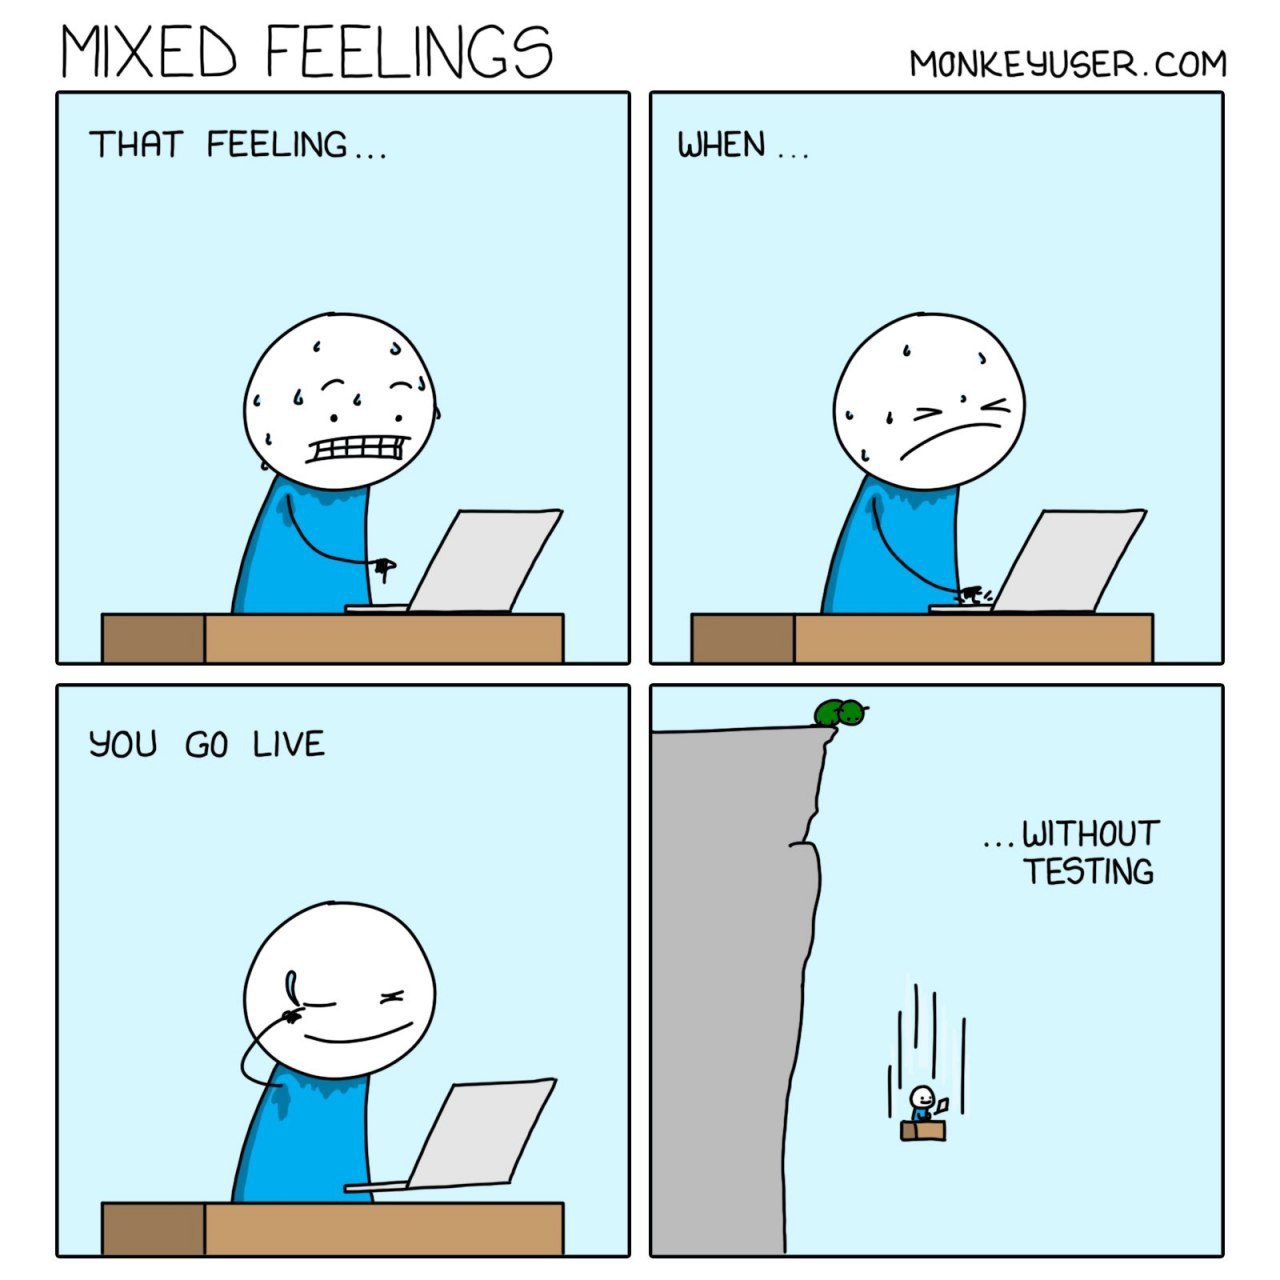 MIXED FEELINGS
MONKEYUSER.COM
THAT FEELING...
WHEN ...
YOU GO LIVE
...WITHOUT
TESTING